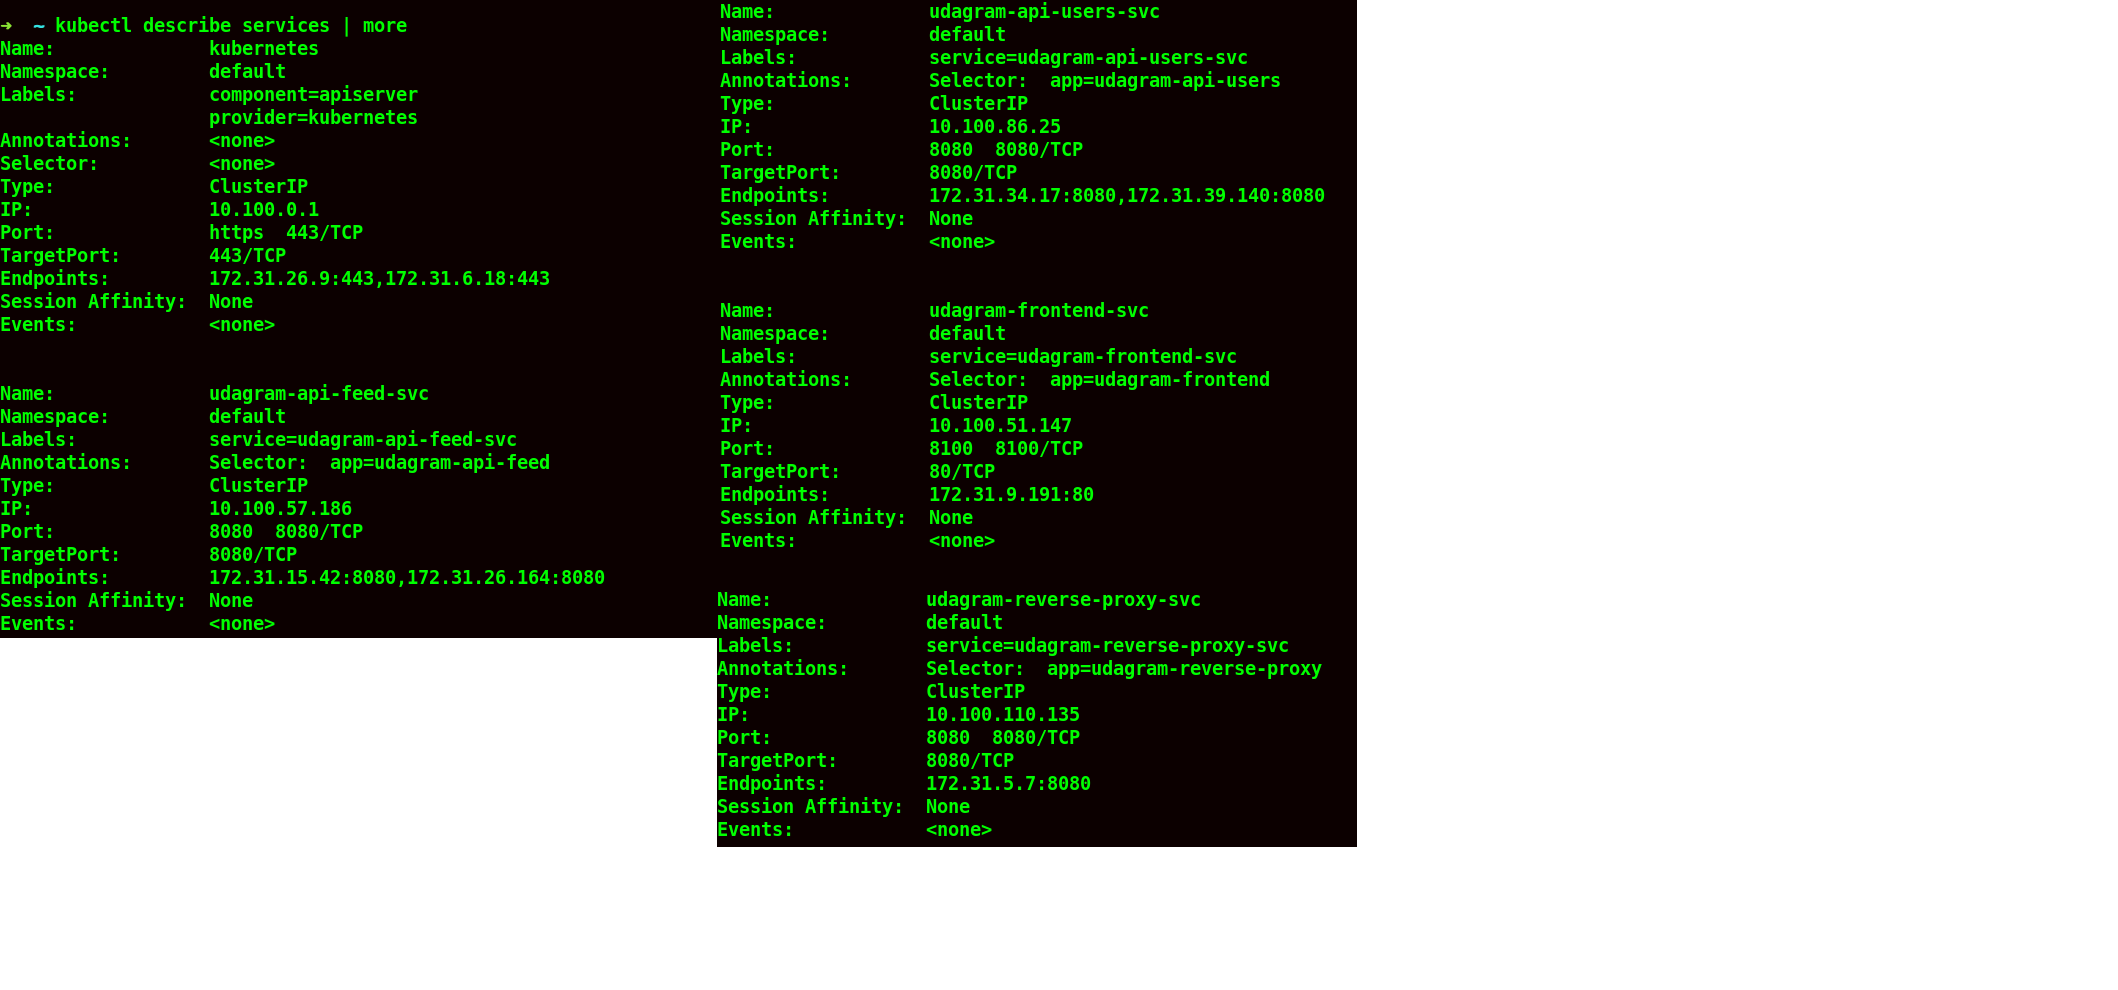 ➜  ~ kubectl describe services | more
Name:              kubernetes
Namespace:         default
Labels:            component=apiserver
                   provider=kubernetes
Annotations:       <none>
Selector:          <none>
Type:              ClusterIP
IP:                10.100.0.1
Port:              https  443/TCP
TargetPort:        443/TCP
Endpoints:         172.31.26.9:443,172.31.6.18:443
Session Affinity:  None
Events:            <none>

Name:              udagram-api-feed-svc
Namespace:         default
Labels:            service=udagram-api-feed-svc
Annotations:       Selector:  app=udagram-api-feed
Type:              ClusterIP
IP:                10.100.57.186
Port:              8080  8080/TCP
TargetPort:        8080/TCP
Endpoints:         172.31.15.42:8080,172.31.26.164:8080
Session Affinity:  None
Events:            <none>

Name:              udagram-api-users-svc
Namespace:         default
Labels:            service=udagram-api-users-svc
Annotations:       Selector:  app=udagram-api-users
Type:              ClusterIP
IP:                10.100.86.25
Port:              8080  8080/TCP
TargetPort:        8080/TCP
Endpoints:         172.31.34.17:8080,172.31.39.140:8080
Session Affinity:  None
Events:            <none>

Name:              udagram-frontend-svc
Namespace:         default
Labels:            service=udagram-frontend-svc
Annotations:       Selector:  app=udagram-frontend
Type:              ClusterIP
IP:                10.100.51.147
Port:              8100  8100/TCP
TargetPort:        80/TCP
Endpoints:         172.31.9.191:80
Session Affinity:  None
Events:            <none>

Name:              udagram-reverse-proxy-svc
Namespace:         default
Labels:            service=udagram-reverse-proxy-svc
Annotations:       Selector:  app=udagram-reverse-proxy
Type:              ClusterIP
IP:                10.100.110.135
Port:              8080  8080/TCP
TargetPort:        8080/TCP
Endpoints:         172.31.5.7:8080
Session Affinity:  None
Events:            <none>